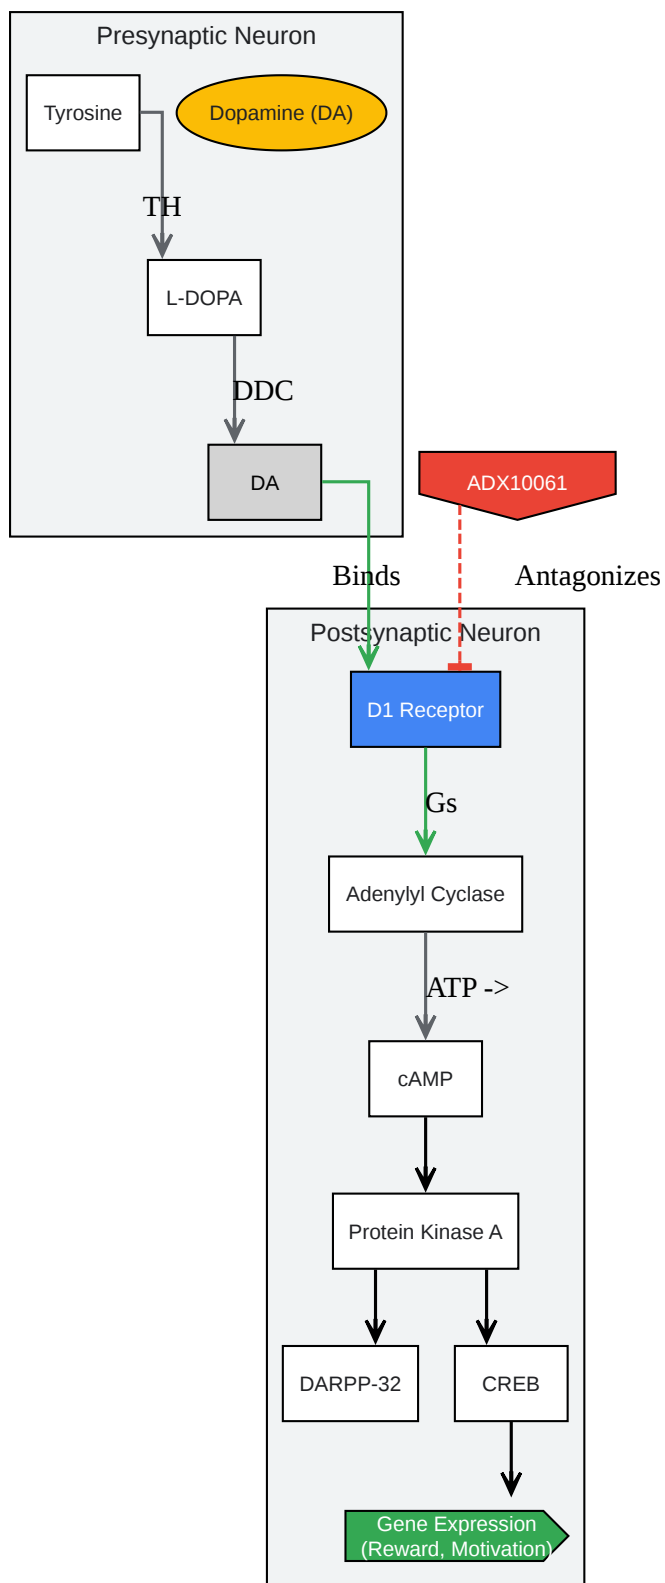 Presynaptic Neuron
Tyrosine
Dopamine (DA)
TH
L-DOPA
DDC
DA
ADX10061
Binds
Antagonizes
Postsynaptic Neuron
D1 Receptor
Gs
Adenylyl Cyclase
ATP ->
cAMP
Protein Kinase A
DARPP-32
CREB
Gene Expression
(Reward, Motivation)